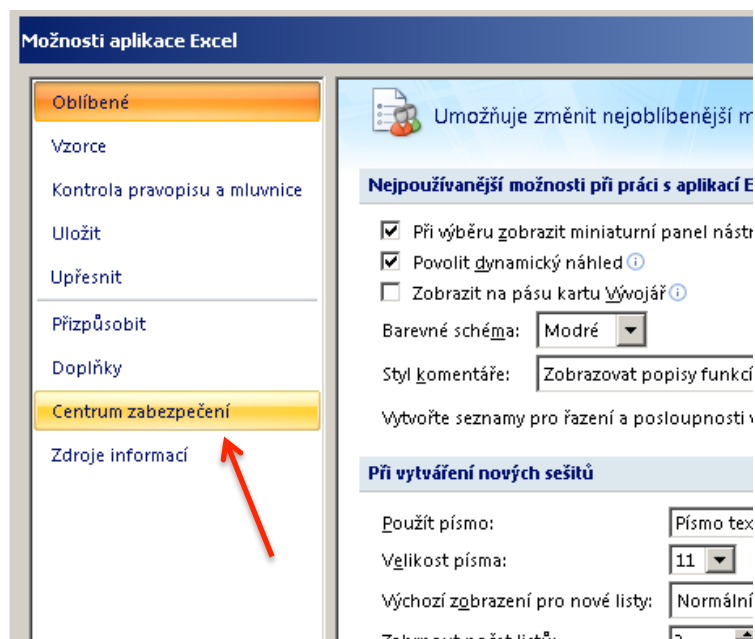 Možnosti aplikace Excel
Oblíbené
Vzorce
Kontrola pravopisu a mluvnice
Uložit
Upřesnit
Přizpůsobit
Doplňky
Centrum zabezpečení
Zdroje informací
Umožňuje změnit nejoblíbenější
Nejpoužívanější možnosti při práci s aplikací
Při výběru zobrazit miniaturní panel
Povolit dynamický náhled
Zobrazit na pásu kartu Vývojář
Barevné schéma: Modré
Styl komentáře: Zobrazovat popisy funkcí
Vytvořte seznamy pro řazení a posloupnosti
Při vytváření nových sešitů
Použít písmo: Písmo
Velikost písma: 11
Výchozí zobrazení pro nové listy: Normální